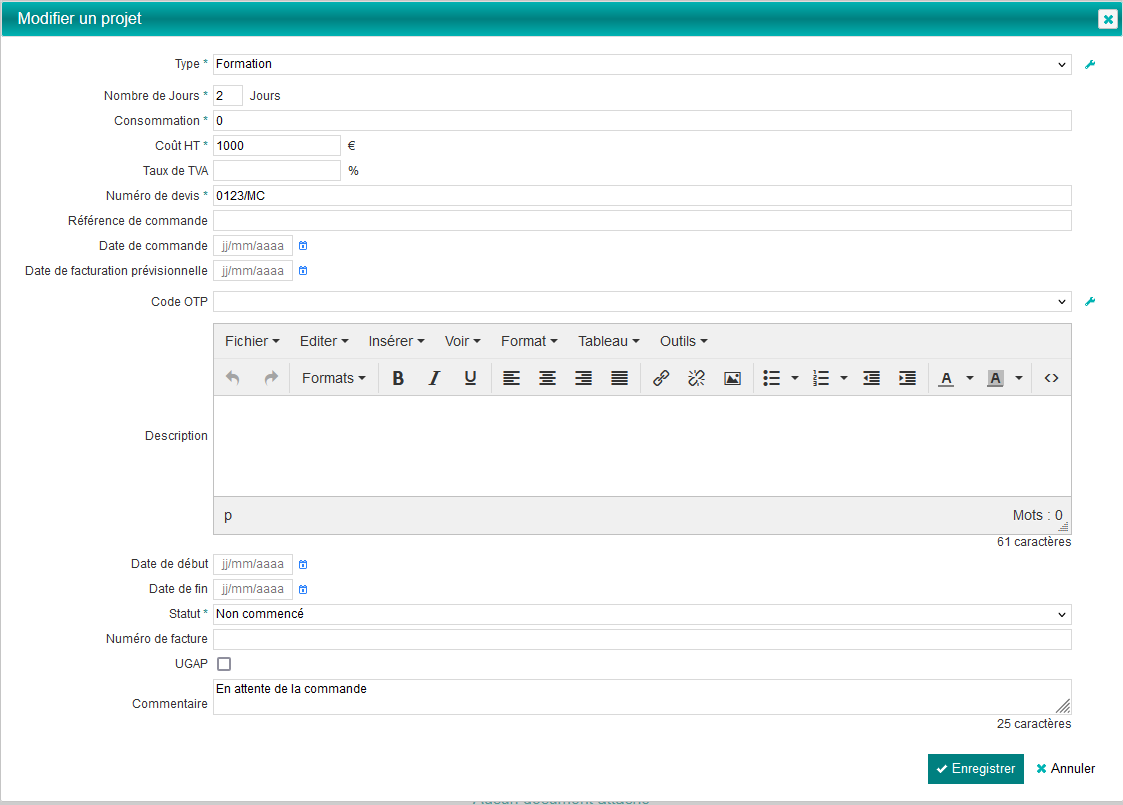 Modifier un projet
Type * Formation
Nombre de Jours * 2 Jours
Consommation * 0
Coût HT * 1000 €
Taux de TVA %
Numéro de devis * 0123/MC
Référence de commande
Date de commande jj/mm/aaaa
Date de facturation prévisionnelle jj/mm/aaaa
Code OTP
Fichier Editer Insérer Voir Format Tableau Outils
Formats B I U A A <>
Description
p Mots : 0
61 caractères
Date de début jj/mm/aaaa
Date de fin jj/mm/aaaa
Statut * Non commencé
Numéro de facture
UGAP
Commentaire En attente de la commande
25 caractères
Enregistrer Annuler